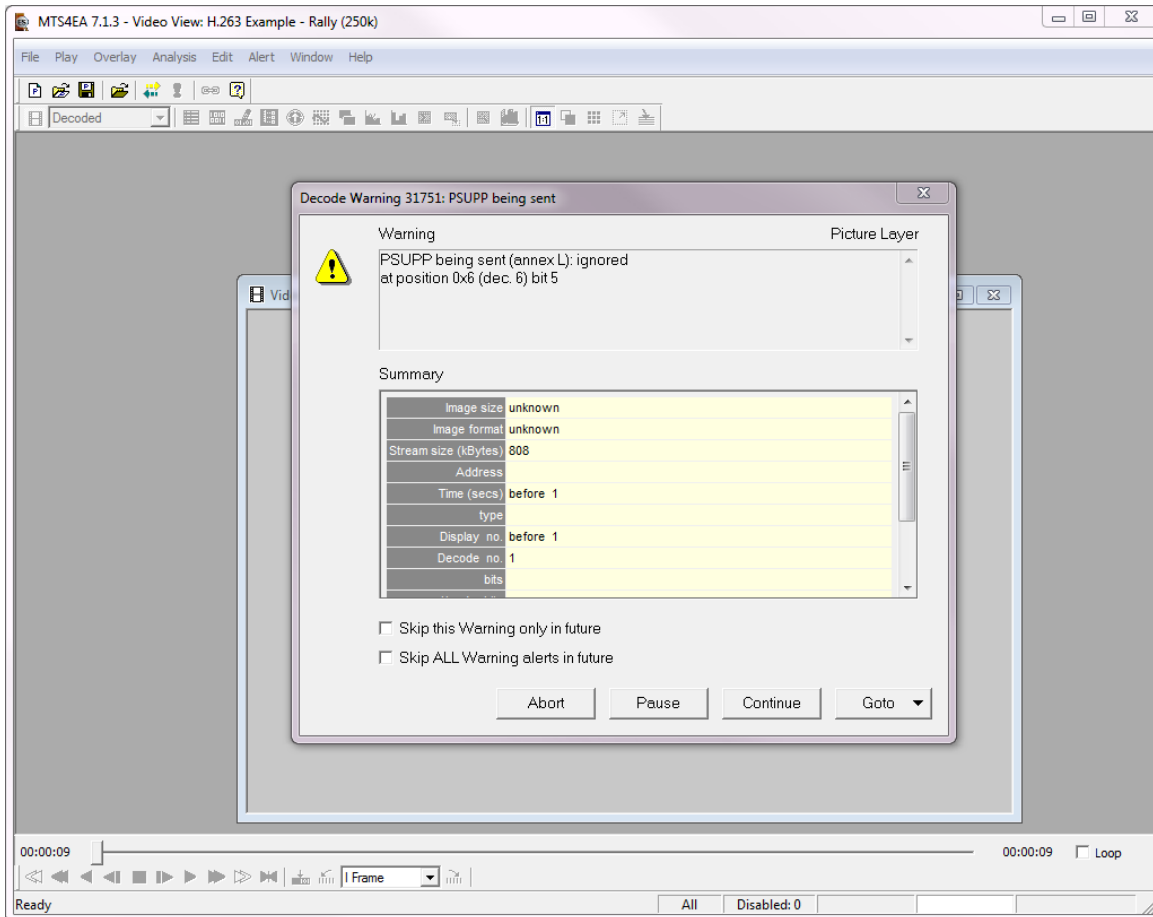 MTS4EA 7.1.3 - Video View: H.263 Example - Rally (250k)
File Play Overlay Analysis Edit Alert Window Help
Decoded
1:1
Decode Warning 31751: PSUPP being sent
Warning
Picture Layer
PSUPP being sent (annex L): ignored
at position 0x6 (dec. 6) bit 5
Vid
Summary
Image size unknown
Image format unknown
Stream size (kBytes) 808
Address
Time (secs) before 1
type
Display no. before 1
Decode no. 1
bits
Skip this Warning only in future
Skip ALL Warning alerts in future
Abort Pause Continue Goto
00:00:09
00:00:09 Loop
I Frame
Ready
All Disabled: 0